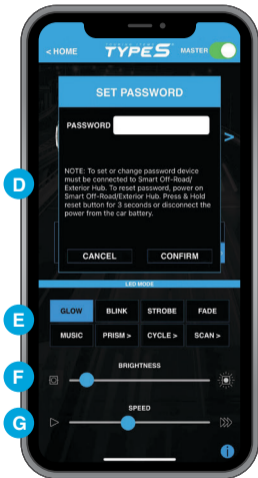 < HOME TYPES MASTER
SET PASSWORD
PASSWORD
>
NOTE: To set or change password device
must be connected to Smart Off-Road/
Exterior Hub. To reset password, power on
Smart Off-Road/Exterior Hub. Press & Hold
reset button for 3 seconds or disconnect the
power from the car battery.
D
CANCEL CONFIRM
LED MODE
E
GLOW BLINK STROBE FADE
MUSIC PRISM > CYCLE > SCAN >
BRIGHTNESS
F
SPEED
G
i